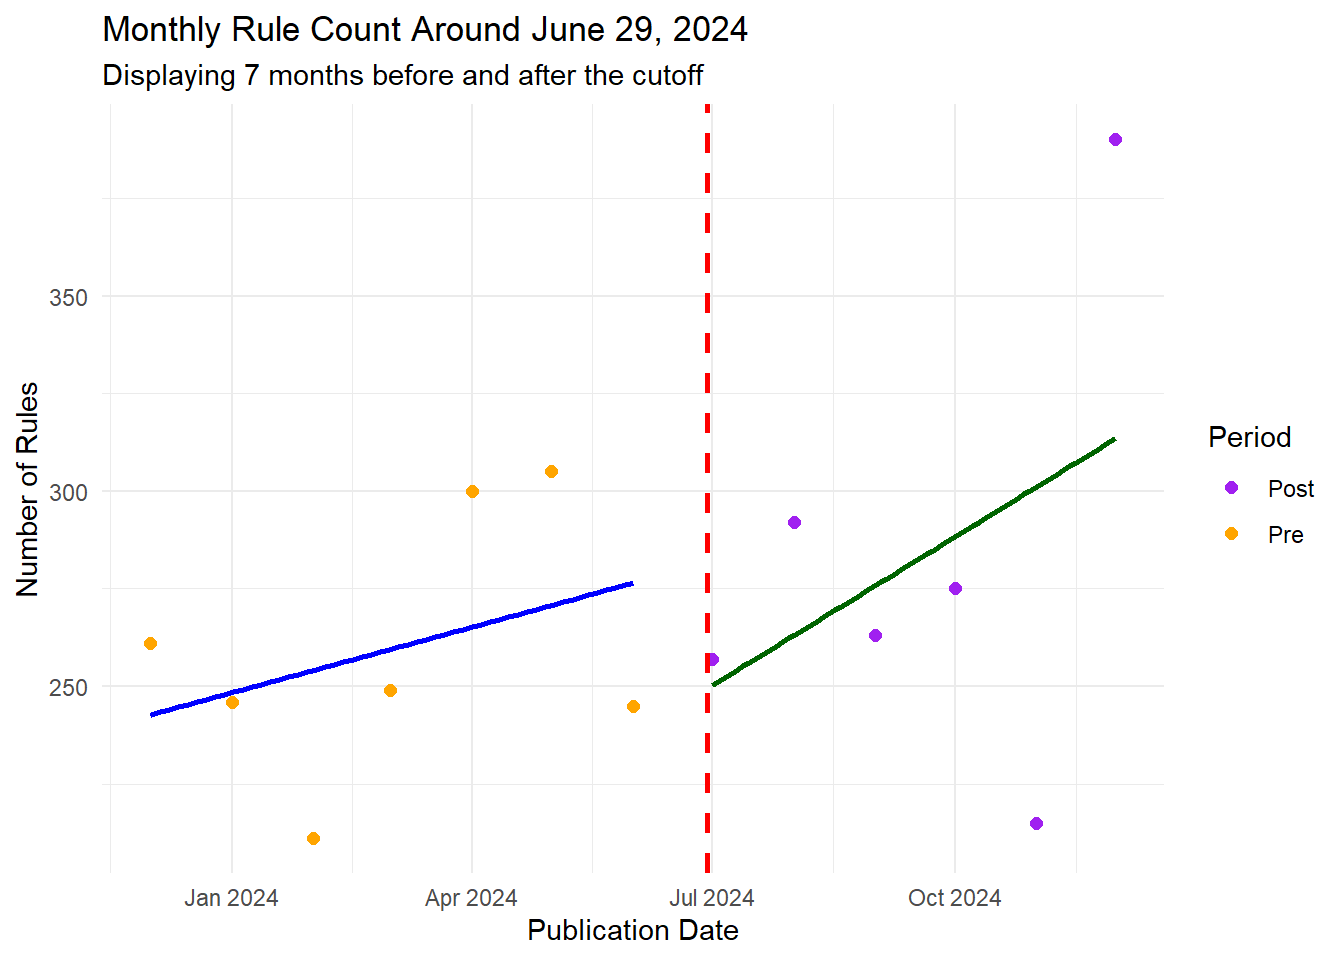 Monthly Rule Count Around June 29, 2024
Displaying 7 months before and after the cutoff
350
300
250
Number of Rules
Jan 2024
Apr 2024
Jul 2024
Oct 2024
Publication Date
Period
Post
Pre